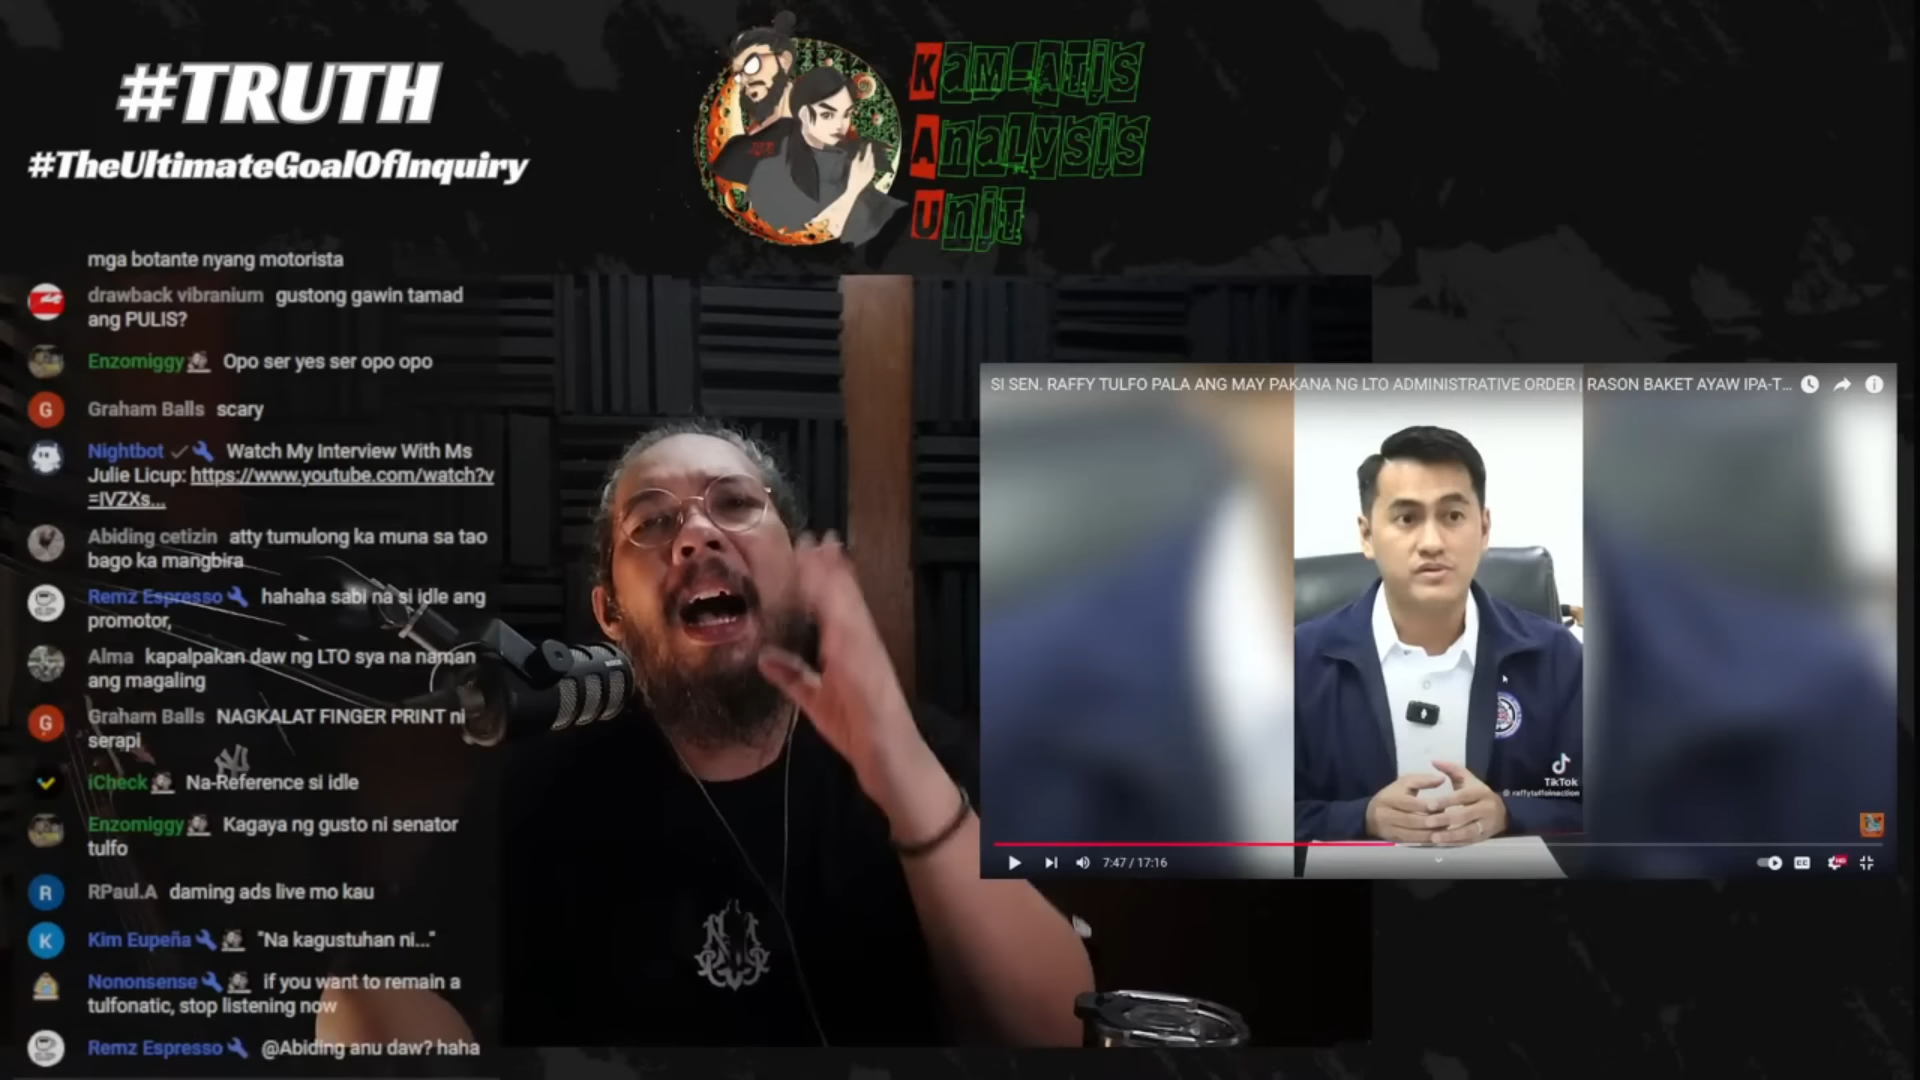 #TRUTH
#TheUltimateGoalOfInquiry
Kam-Atis
Analysis
Unit
mga botante nyang motorista
drawback vibranium gustong gawin tamad
ang PULIS?
Enzomiggy Opo ser yes ser opo opo
G Graham Balls scary
Nightbot Watch My Interview With Ms
Julie Licup: https://www.youtube.com/watch?v
=IVZXs...
Abiding cetizin atty tumulong ka muna sa tao
bago ka mangbira
Remz Espresso hahaha sabi na si idle ang
promotor,
Alma kapalpakan daw ng LTO sya na naman
ang magaling
G Graham Balls NAGKALAT FINGER PRINT ni
serapi
iCheck Na-Reference si idle
Enzomiggy Kagaya ng gusto ni senator
tulfo
R RPaul.A daming ads live mo kau
K Kim Eupeña "Na kagustuhan ni..."
Nononsense if you want to remain a
tulfonatic, stop listening now
Remz Espresso @Abiding anu daw? haha
SI SEN. RAFFY TULFO PALA ANG MAY PAKANA NG LTO ADMINISTRATIVE ORDER | RASON BAKET AYAW IPA-T...
TikTok
@ raffytulfoinaction
7:47 / 17:16
CC
HD